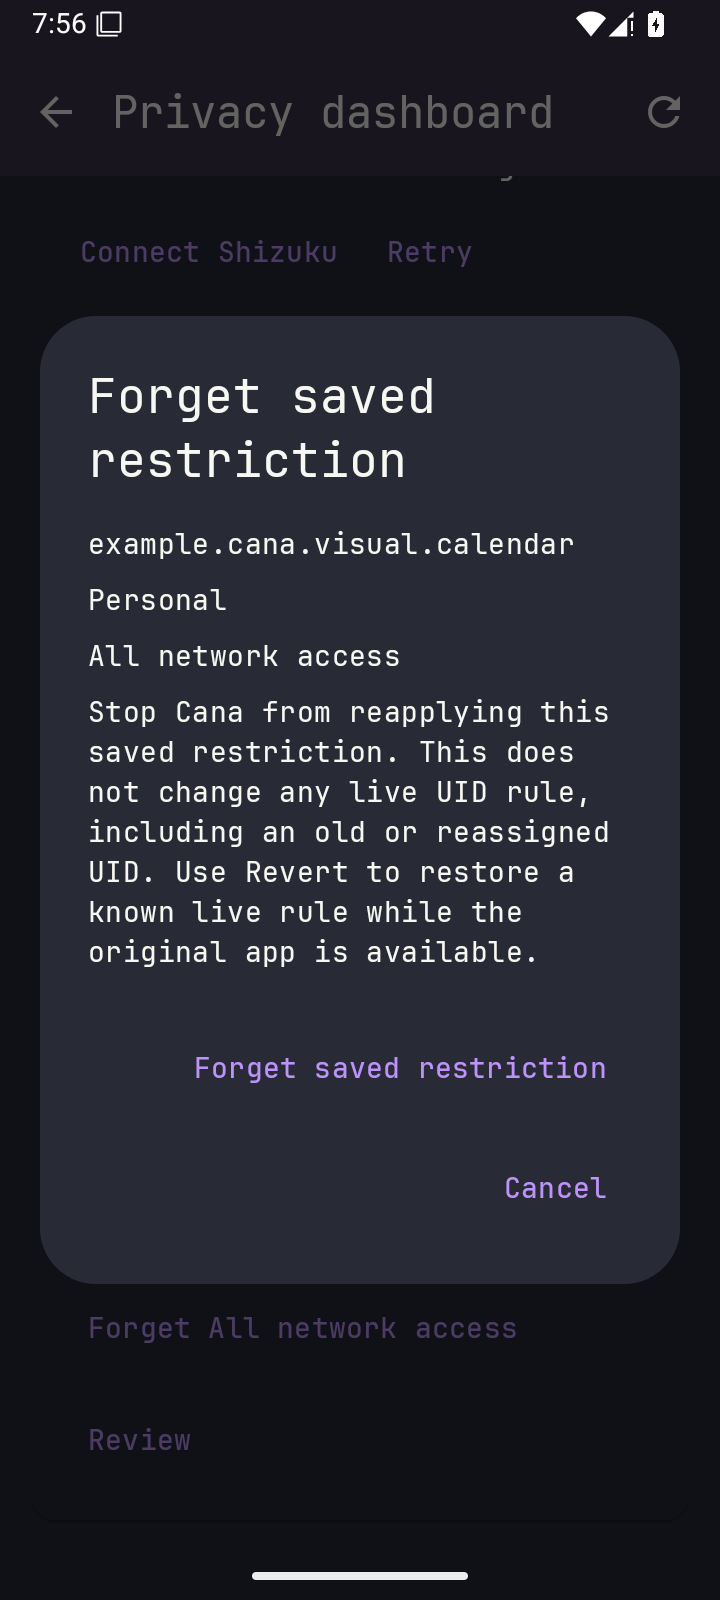 7:56
Privacy dashboard
Connect Shizuku Retry
Forget saved
restriction
example.cana.visual.calendar
Personal
All network access
Stop Cana from reapplying this
saved restriction. This does
not change any live UID rule,
including an old or reassigned
UID. Use Revert to restore a
known live rule while the
original app is available.
Forget saved restriction
Cancel
Forget All network access
Review